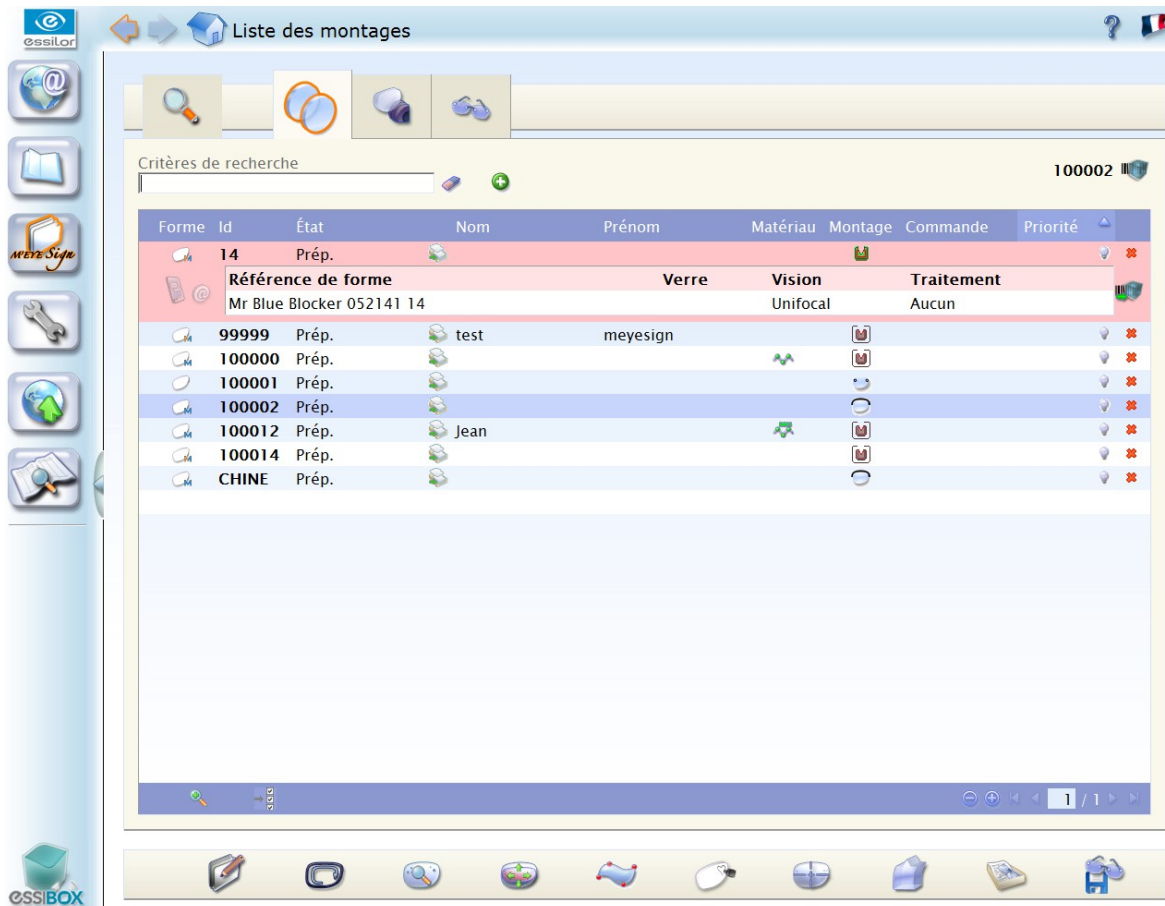 essilor
Liste des montages
@
Critères de recherche
100002
M'EYE Sign
Forme Id État Nom Prénom Matériau Montage Commande Priorité
M 14 Prép.
@ Référence de forme Verre Vision Traitement
Mr Blue Blocker 052141 14 Unifocal Aucun
M 99999 Prép. test meyesign
M 100000 Prép.
100001 Prép.
M 100002 Prép.
M 100012 Prép. Jean
M 100014 Prép.
M CHINE Prép.
1 / 1
essiBOX